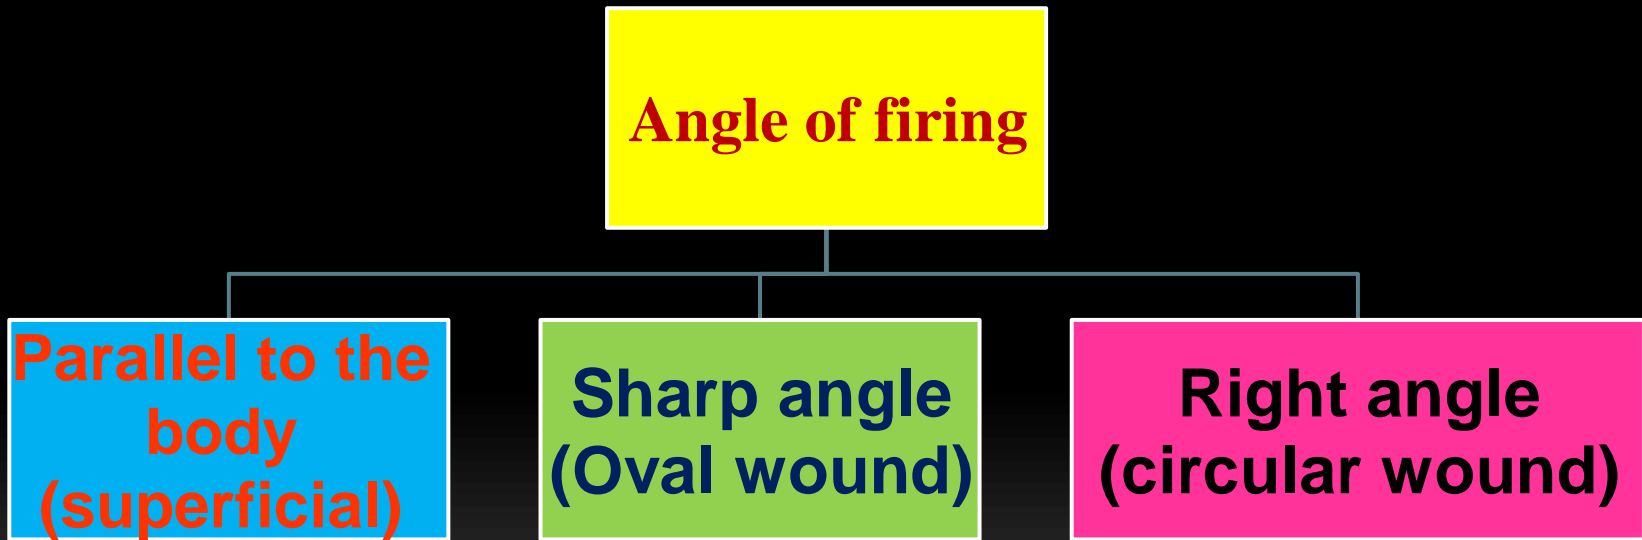 Angle of firing
Parallel to the
body
(superficial)
Sharp angle
(Oval wound)
Right angle
(circular wound)